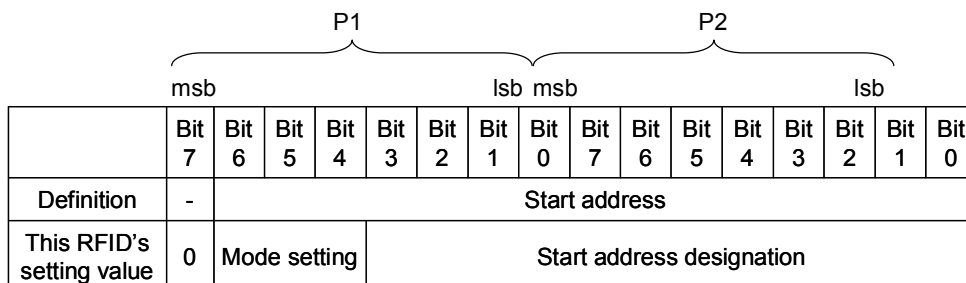 P1 P2
msb lsb msb lsb
Bit 7 Bit 6 Bit 5 Bit 4 Bit 3 Bit 2 Bit 1 Bit 0 Bit 7 Bit 6 Bit 5 Bit 4 Bit 3 Bit 2 Bit 1 Bit 0
Definition - Start address
This RFID's setting value 0 Mode setting Start address designation